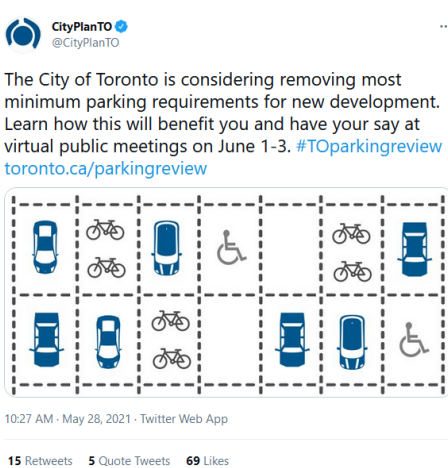 CityPlanTO
@CityPlanTO
The City of Toronto is considering removing most
minimum parking requirements for new development.
Learn how this will benefit you and have your say at
virtual public meetings on June 1-3. #TOparkingreview
toronto.ca/parkingreview
10:27 AM · May 28, 2021 · Twitter Web App
15 Retweets 5 Quote Tweets 69 Likes